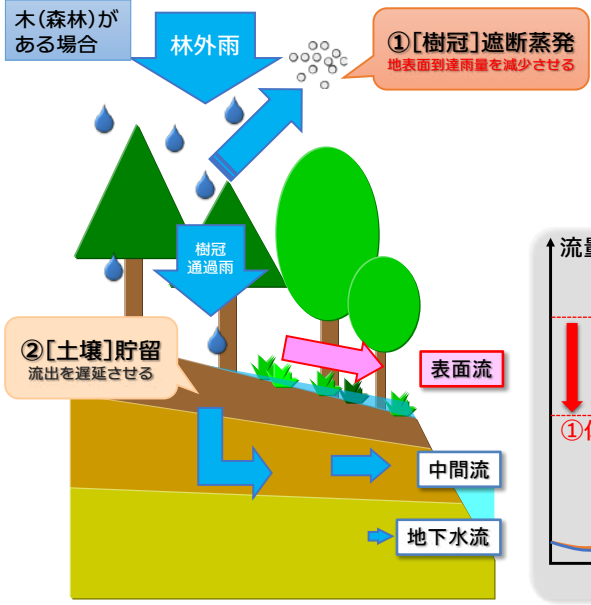 木(森林)が
ある場合
林外雨
①[樹冠]遮断蒸発
地表面到達雨量を減少させる
樹冠
通過雨
②[土壌]貯留
流出を遅延させる
表面流
中間流
地下水流
流量
①